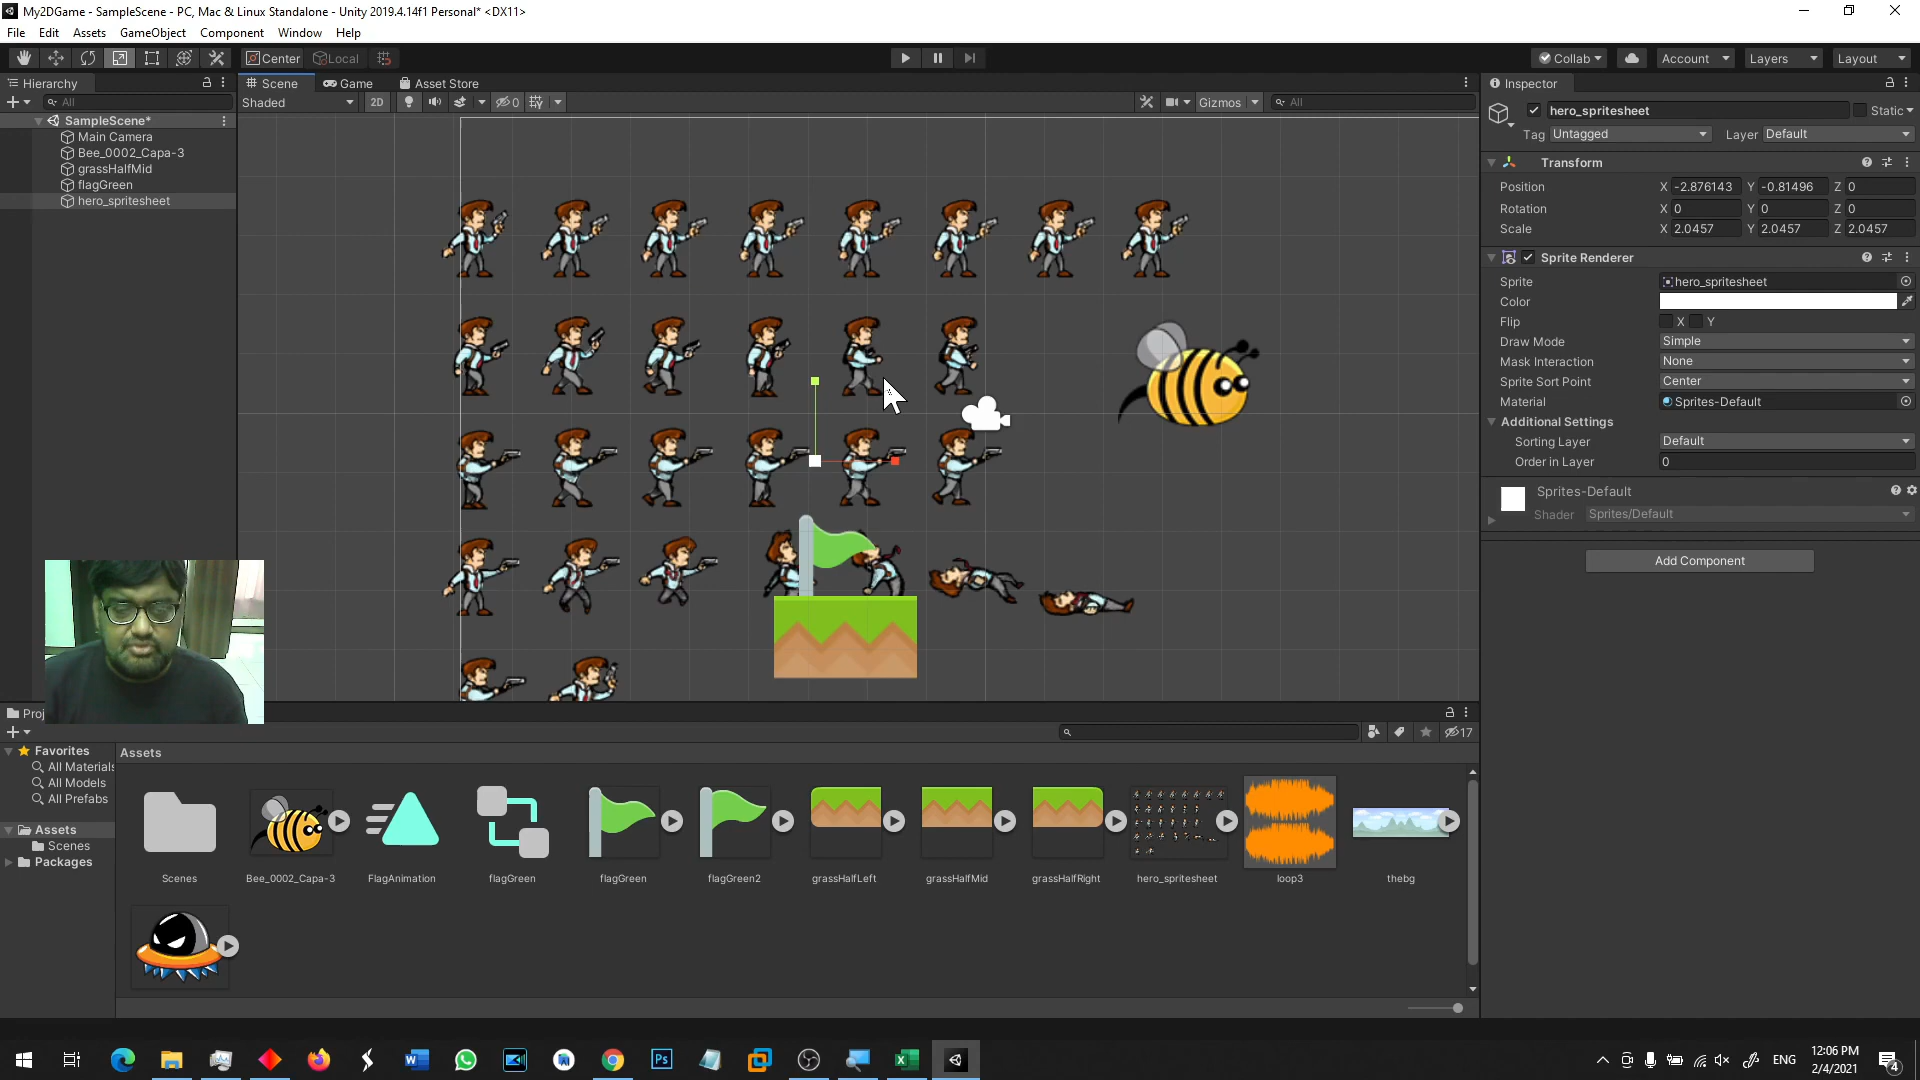 My2DGame - SampleScene - PC, Mac & Linux Standalone - Unity 2019.4.14f1 Personal* <DX11>
File Edit Assets GameObject Component Window Help
Center Local Collab Account Layers Layout
Hierarchy
All
SampleScene*
Main Camera
Bee_0002_Capa-3
grassHalfMid
flagGreen
hero_spritesheet
Scene Game Asset Store
Shaded 2D 0 Gizmos All
Inspector
hero_spritesheet Static
Tag Untagged Layer Default
Transform
Position X -2.876143 Y -0.81496 Z 0
Rotation X 0 Y 0 Z 0
Scale X 2.0457 Y 2.0457 Z 2.0457
Sprite Renderer
Sprite hero_spritesheet
Color
Flip X Y
Draw Mode Simple
Mask Interaction None
Sprite Sort Point Center
Material Sprites-Default
Additional Settings
Sorting Layer Default
Order in Layer 0
Sprites-Default
Shader Sprites/Default
Add Component
Proj
17
Favorites
All Materials
All Models
All Prefabs
Assets
Scenes
Packages
Assets
Scenes Bee_0002_Capa-3 FlagAnimation flagGreen flagGreen flagGreen2 grassHalfLeft grassHalfMid grassHalfRight hero_spritesheet loop3 thebg
ENG
12:06 PM
2/4/2021
4